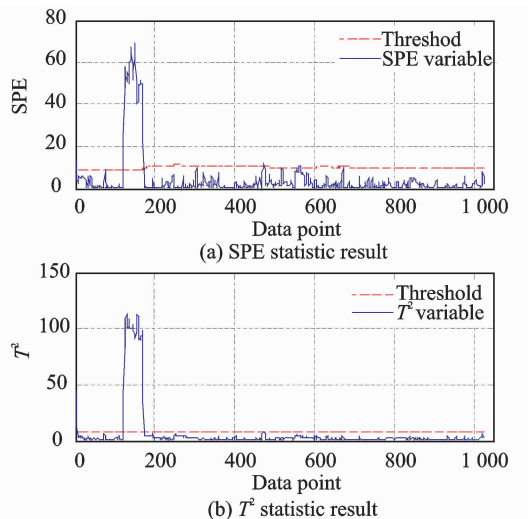 80
60
40
20
0
SPE
Threshod
SPE variable
0 200 400 600 800 1 000
Data point
(a) SPE statistic result
150
100
50
0
T²
Threshold
T² variable
0 200 400 600 800 1 000
Data point
(b) T² statistic result